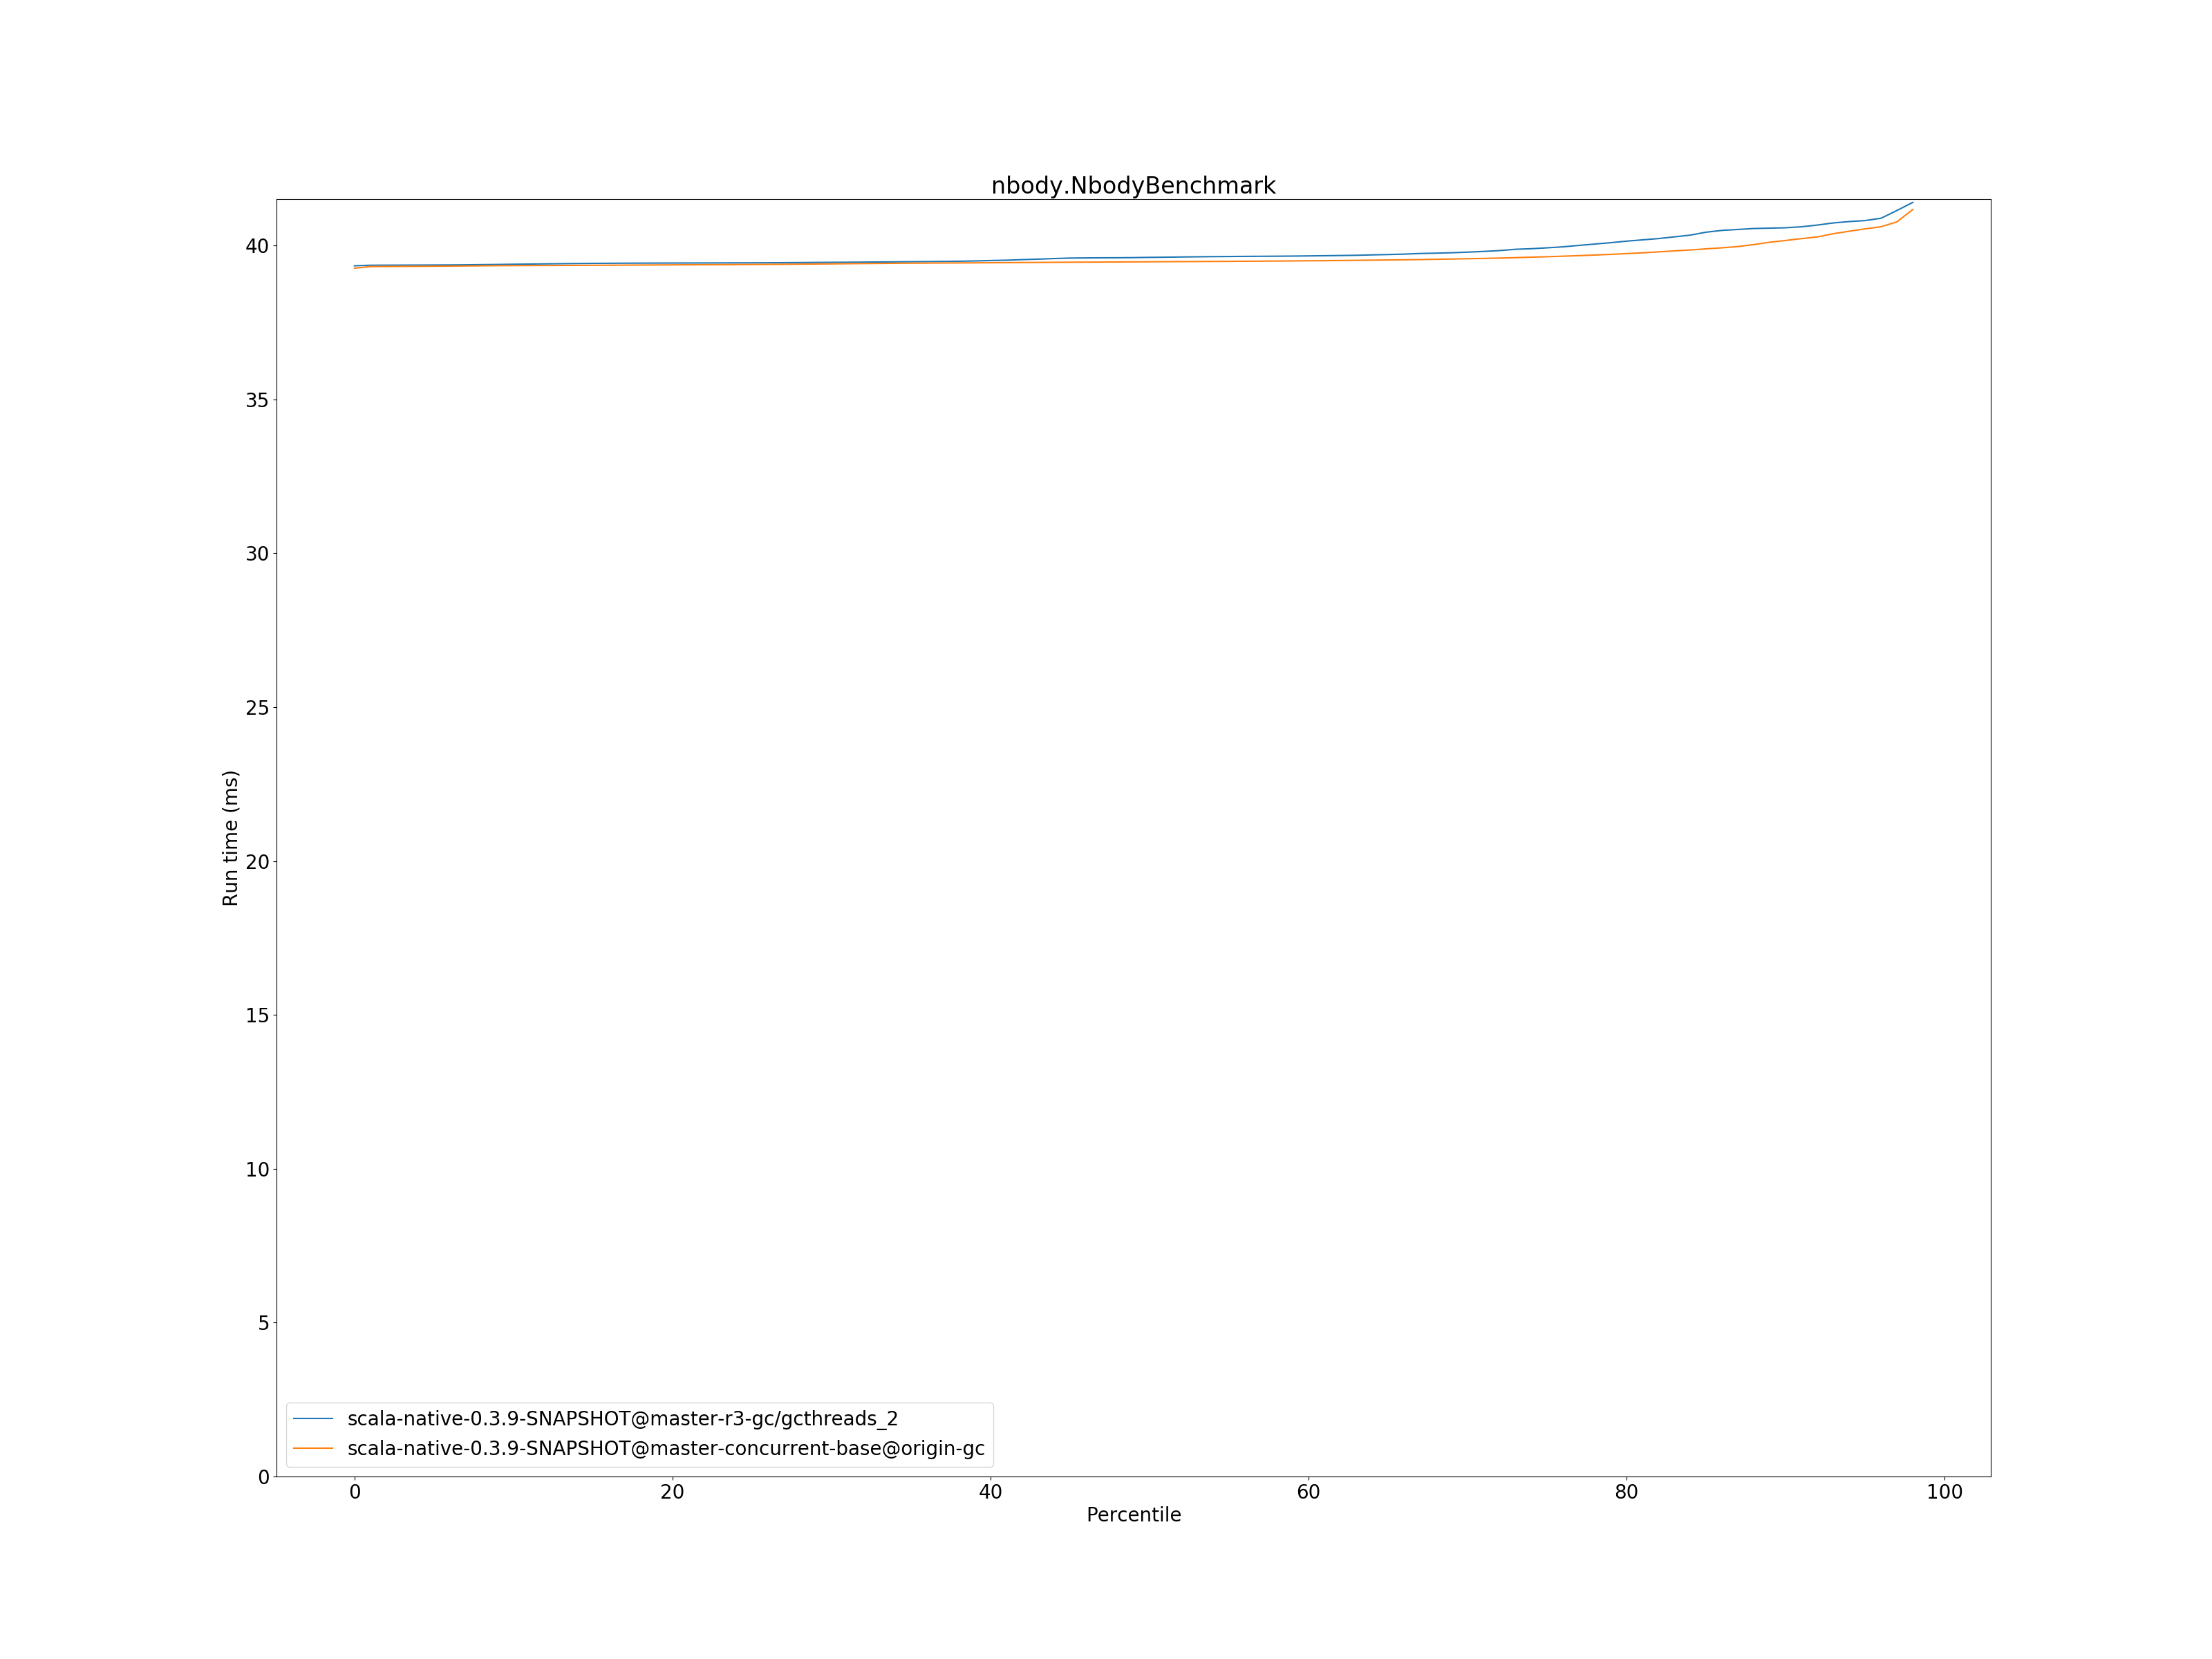 nbody.NbodyBenchmark
40
35
30
25
20
15
10
5
0
Run time (ms)
0 20 40 60 80 100
Percentile
scala-native-0.3.9-SNAPSHOT@master-r3-gc/gcthreads_2
scala-native-0.3.9-SNAPSHOT@master-concurrent-base@origin-gc